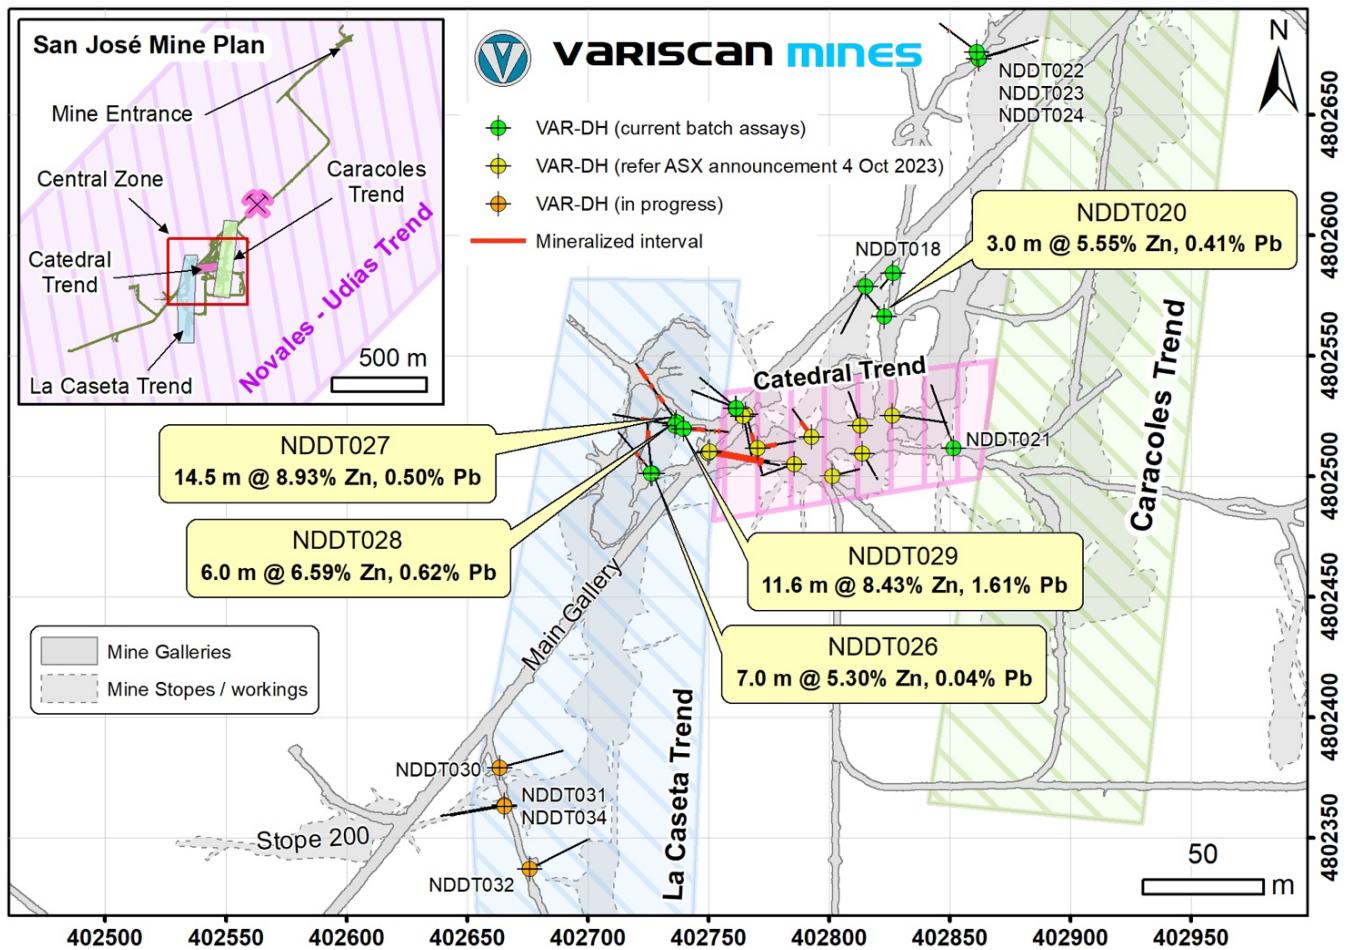 San José Mine Plan
Mine Entrance
Central Zone
Caracoles
Trend
Catedral
Trend
La Caseta Trend
Novales - Udías Trend
500 m
V
VARISCAN MINES
VAR-DH (current batch assays)
VAR-DH (refer ASX announcement 4 Oct 2023)
VAR-DH (in progress)
Mineralized interval
NDDT022
NDDT023
NDDT024
N
NDDT018
NDDT020
3.0 m @ 5.55% Zn, 0.41% Pb
Catedral Trend
Caracoles Trend
NDDT021
NDDT027
14.5 m @ 8.93% Zn, 0.50% Pb
NDDT028
6.0 m @ 6.59% Zn, 0.62% Pb
NDDT029
11.6 m @ 8.43% Zn, 1.61% Pb
NDDT026
7.0 m @ 5.30% Zn, 0.04% Pb
Main Gallery
La Caseta Trend
Mine Galleries
Mine Stopes / workings
NDDT030
NDDT031
NDDT034
Stope 200
NDDT032
50
m
4802650
4802600
4802550
4802500
4802450
4802400
4802350
402500
402550
402600
402650
402700
402750
402800
402850
402900
402950